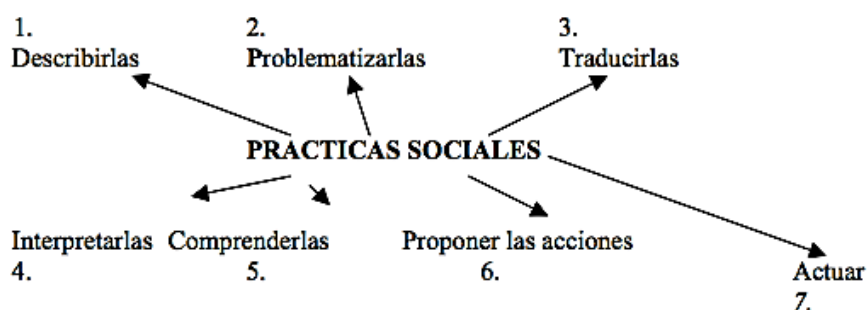 1. 2. 3.
Describirlas Problematizarlas Traducirlas
PRACTICAS SOCIALES
Interpretarlas Comprenderlas Proponer las acciones
4. 5. 6. Actuar
7.